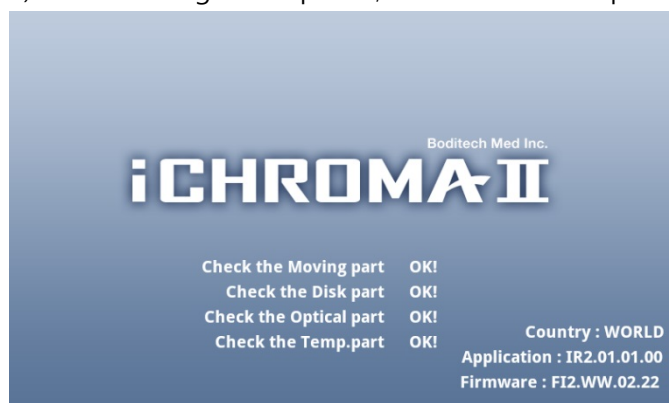 Boditech Med Inc.
iCHROMA II
Check the Moving part OK!
Check the Disk part OK!
Check the Optical part OK!
Check the Temp.part OK!
Country : WORLD
Application : IR2.01.01.00
Firmware : FI2.WW.02.22